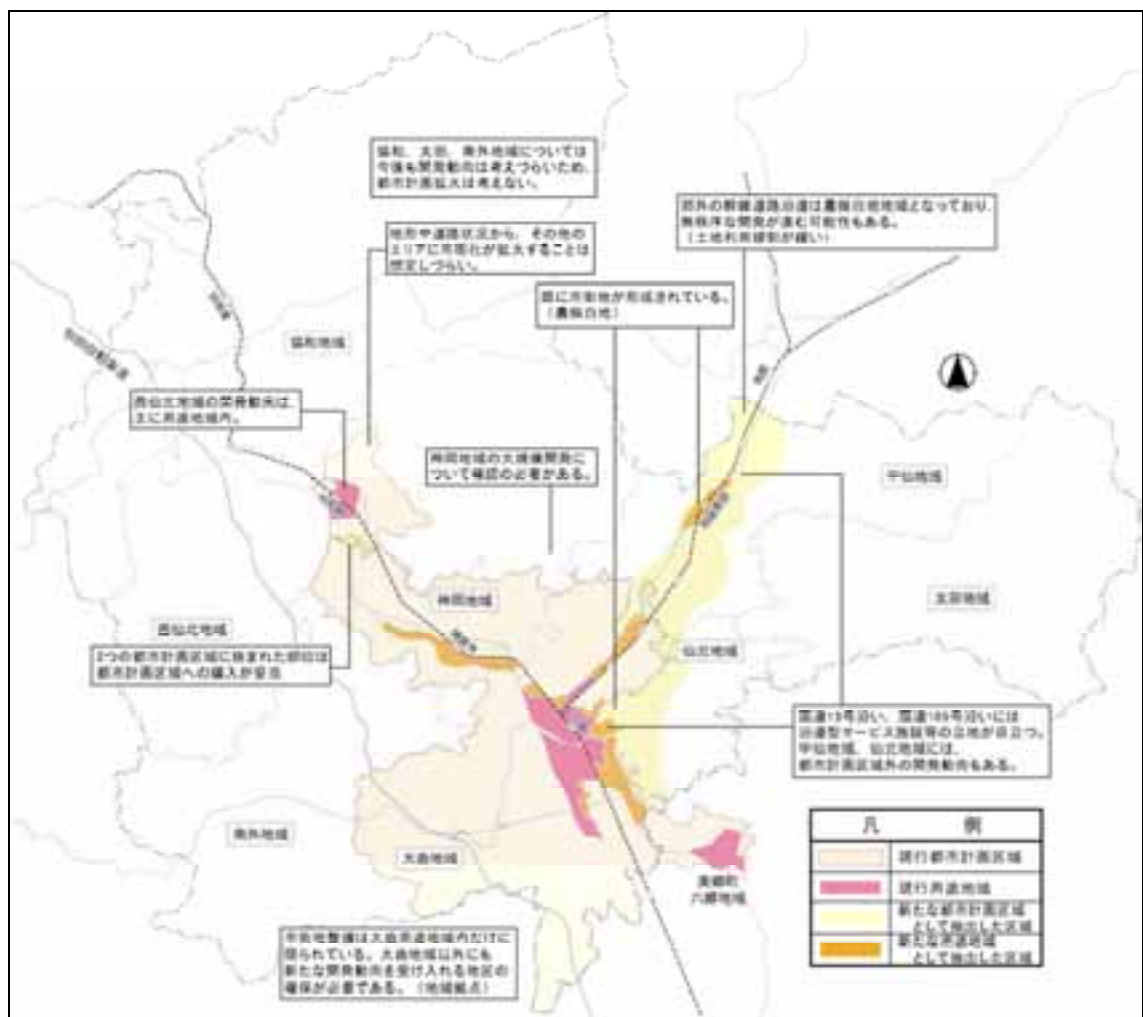 協和、太田、南外地域については
今後も開発動向は考えづらいため、
都市計画拡大は考えない。
地形や道路状況から、その他の
エリアに市街化が拡大することは
想定しづらい。
郊外の幹線道路沿道は農振白地地域となっており、
無秩序な開発が進む可能性もある。
(土地利用規制が緩い)
既に市街地が形成されている。
(農振白地)
協和地域
秋田自動車道
西仙北地域の開発動向は、
主に用途地域内。
神岡地域の大規模開発に
ついて確認の必要がある。
中仙地域
太田地域
神岡地域
西仙北地域
仙北地域
2つの都市計画区域に挟まれた部位は
都市計画区域への編入が妥当
国道13号沿い、国道105号沿いには
沿道型サービス施設等の立地が目立つ。
中仙地域、仙北地域には、
都市計画区域外の開発動向もある。
南外地域
大曲地域
美郷町
六郷地域
市街地整備は大曲用途地域内だけに
限られている。大曲地域以外にも
新たな開発動向を受け入れる地区の
確保が必要である。(地域拠点)
凡 例
現行都市計画区域
現行用途地域
新たな都市計画区域
として抽出した区域
新たな用途地域
として抽出した区域